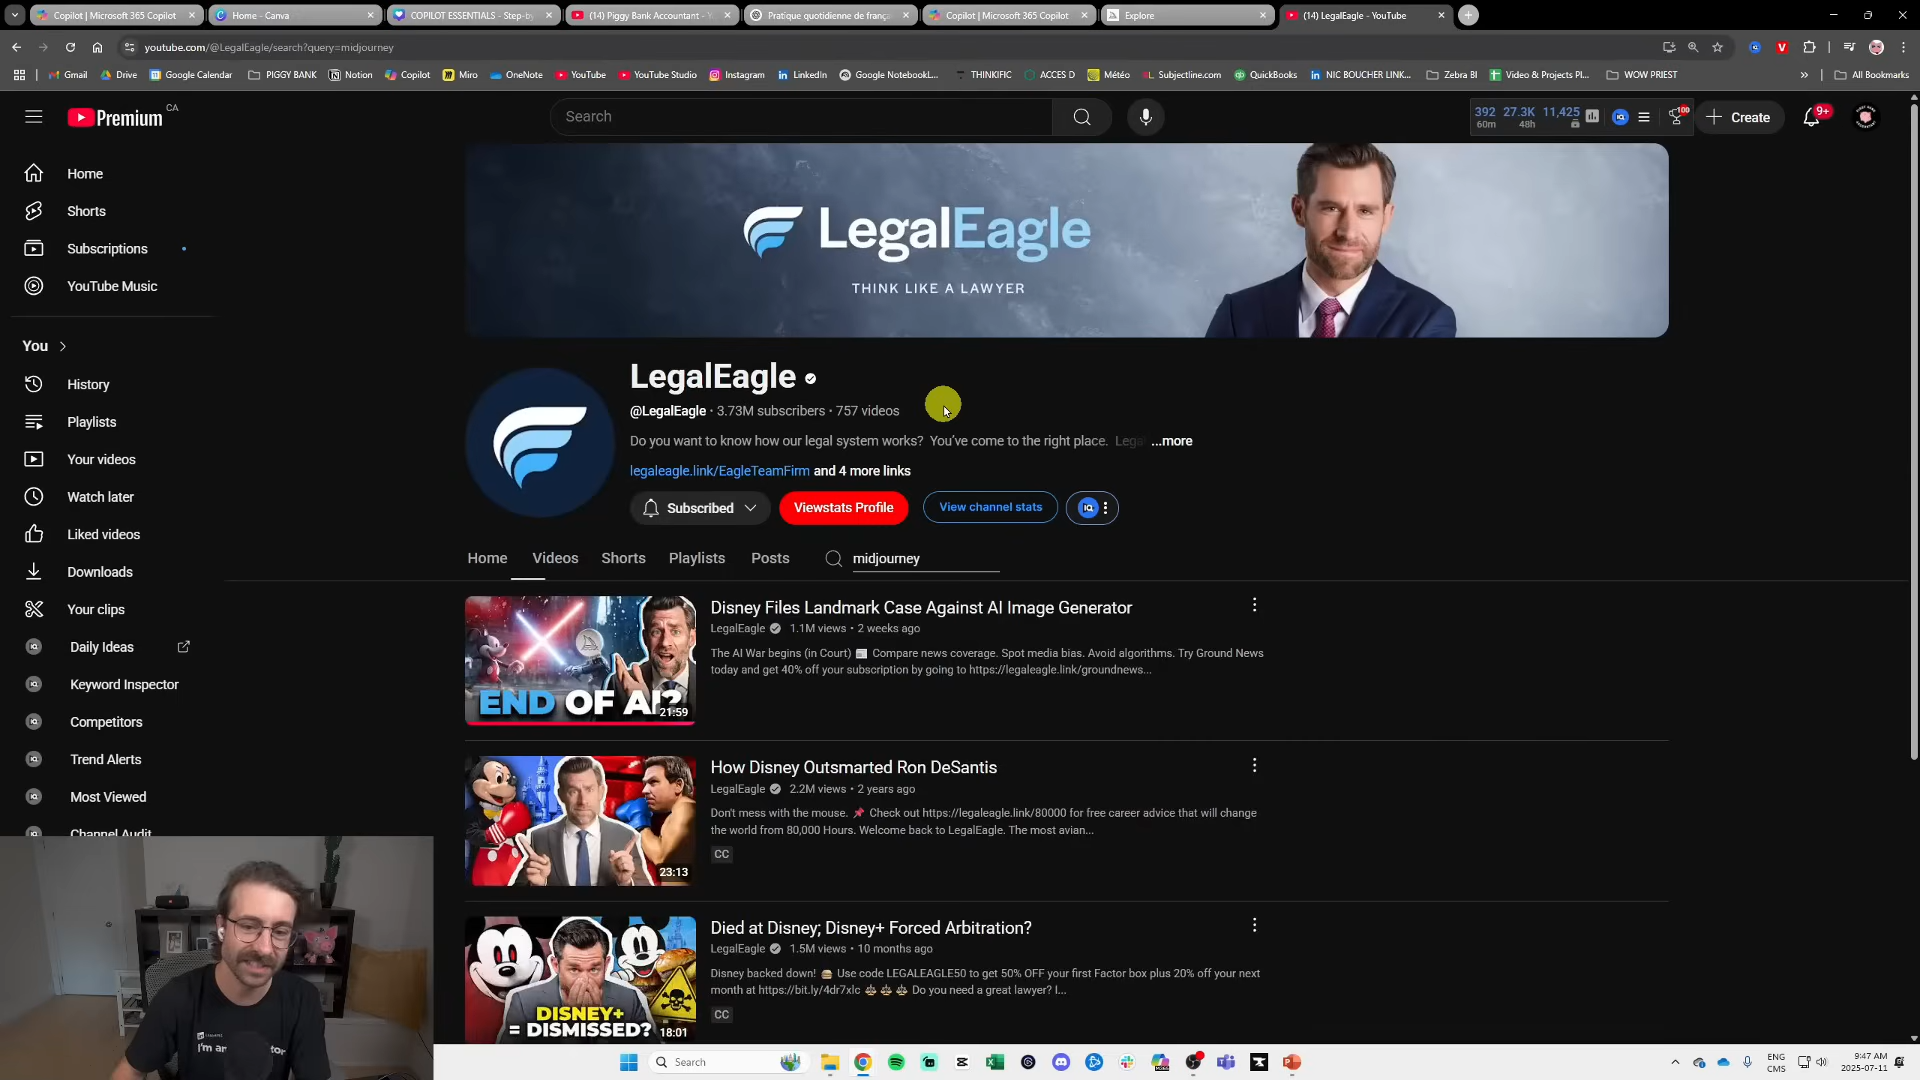 Copilot | Microsoft 365 Copilot
Home - Canva
COPILOT ESSENTIALS - Step-by
(14) Piggy Bank Accountant - Y
Pratique quotidienne de frança
Copilot | Microsoft 365 Copilot
Explore
(14) LegalEagle - YouTube
youtube.com/@LegalEagle/search?query=midjourney
Gmail
Drive
Google Calendar
PIGGY BANK
Notion
Copilot
Miro
OneNote
YouTube
YouTube Studio
Instagram
LinkedIn
Google NotebookL...
THINKIFIC
ACCES D
Météo
Subjectline.com
QuickBooks
NIC BOUCHER LINK...
Zebra BI
Video & Projects Pl...
WOW PRIEST
All Bookmarks
Premium
CA
Search
392 60m
27.3K 48h
11,425
100
Create
9+
Home
Shorts
Subscriptions
YouTube Music
You
History
Playlists
Your videos
Watch later
Liked videos
Downloads
Your clips
Daily Ideas
Keyword Inspector
Competitors
Trend Alerts
Most Viewed
Channel Audit
LegalEagle
THINK LIKE A LAWYER
LegalEagle
@LegalEagle • 3.73M subscribers • 757 videos
Do you want to know how our legal system works? You've come to the right place. Lega ...more
legaleagle.link/EagleTeamFirm and 4 more links
Subscribed
Viewstats Profile
View channel stats
Home
Videos
Shorts
Playlists
Posts
midjourney
END OF AI?
21:59
Disney Files Landmark Case Against AI Image Generator
LegalEagle 1.1M views • 2 weeks ago
The AI War begins (in Court) 📰 Compare news coverage. Spot media bias. Avoid algorithms. Try Ground News
today and get 40% off your subscription by going to https://legaleagle.link/groundnews...
23:13
How Disney Outsmarted Ron DeSantis
LegalEagle 2.2M views • 2 years ago
Don't mess with the mouse. 📌 Check out https://legaleagle.link/80000 for free career advice that will change
the world from 80,000 Hours. Welcome back to LegalEagle. The most avian...
CC
DISNEY+
= DISMISSED?
18:01
Died at Disney; Disney+ Forced Arbitration?
LegalEagle 1.5M views • 10 months ago
Disney backed down! 🍔 Use code LEGALEAGLE50 to get 50% OFF your first Factor box plus 20% off your next
month at https://bit.ly/4dr7xlc ⚖️ ⚖️ ⚖️ Do you need a great lawyer? I...
CC
Search
ENG
CMS
9:47 AM
2025-07-11